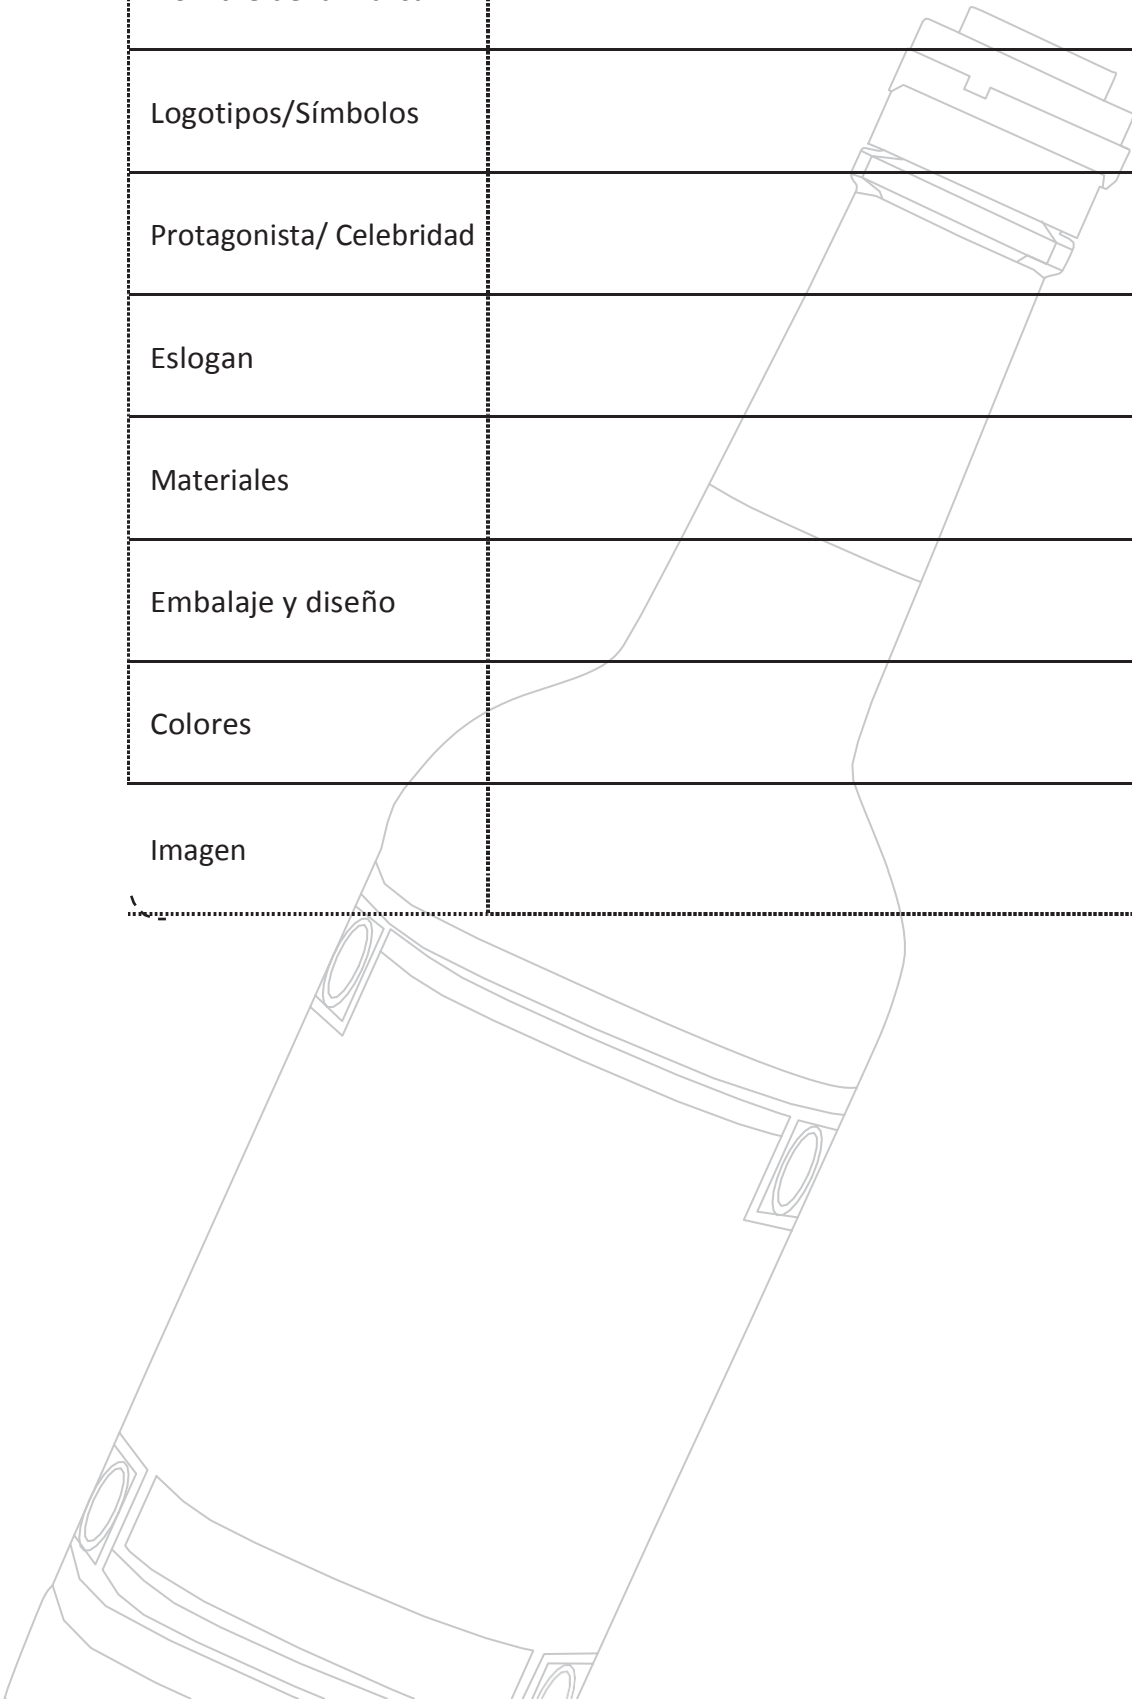 Logotipos/Símbolos
Protagonista/ Celebridad
Eslogan
Materiales
Embalaje y diseño
Colores
Imagen